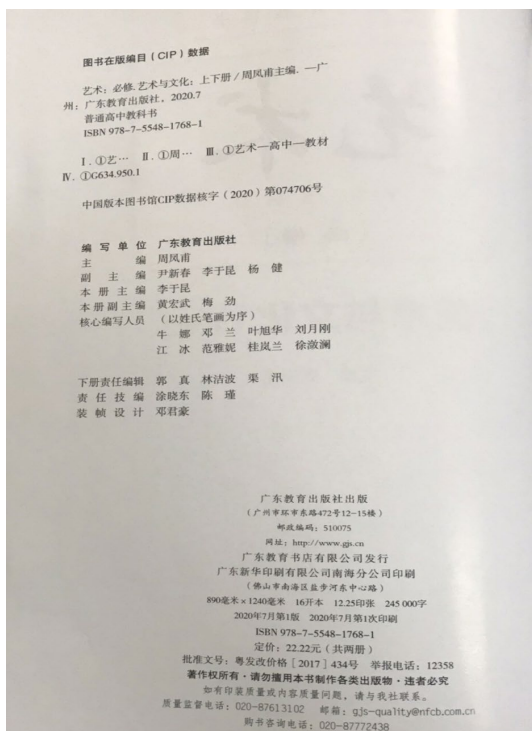 图书在版编目（CIP）数据
艺术：必修.艺术与文化：上下册/周凤甫主编. —广
州：广东教育出版社，2020.7
普通高中教科书
ISBN 978-7-5548-1768-1
Ⅰ.①艺… Ⅱ.①周… Ⅲ.①艺术—高中—教材
Ⅳ.①G634.950.1
中国版本图书馆CIP数据核字（2020）第074706号
编写单位 广东教育出版社
主编 周凤甫
副主编 尹新春 李于昆 杨健
本册主编 李于昆
本册副主编 黄宏武 梅劲
核心编写人员 （以姓氏笔画为序）
牛娜 邓兰 叶旭华 刘月刚
江冰 范雅妮 桂岚兰 徐潋澜
下册责任编辑 郭真 林洁波 渠汛
责任技编 涂晓东 陈瑾
装帧设计 邓君豪
广东教育出版社出版
（广州市环市东路472号12-15楼）
邮政编码：510075
网址：http://www.gjs.cn
广东教育书店有限公司发行
广东新华印刷有限公司南海分公司印刷
（佛山市南海区盐步河东中心路）
890毫米×1240毫米 16开本 12.25印张 245 000字
2020年7月第1版 2020年7月第1次印刷
ISBN 978-7-5548-1768-1
定价：22.22元（共两册）
批准文号：粤发改价格［2017］434号 举报电话：12358
著作权所有·请勿擅用本书制作各类出版物·违者必究
如有印装质量或内容质量问题，请与我社联系。
质量监督电话：020-87613102 邮箱：gjs-quality@nfcb.com.cn
购书咨询电话：020-87772438